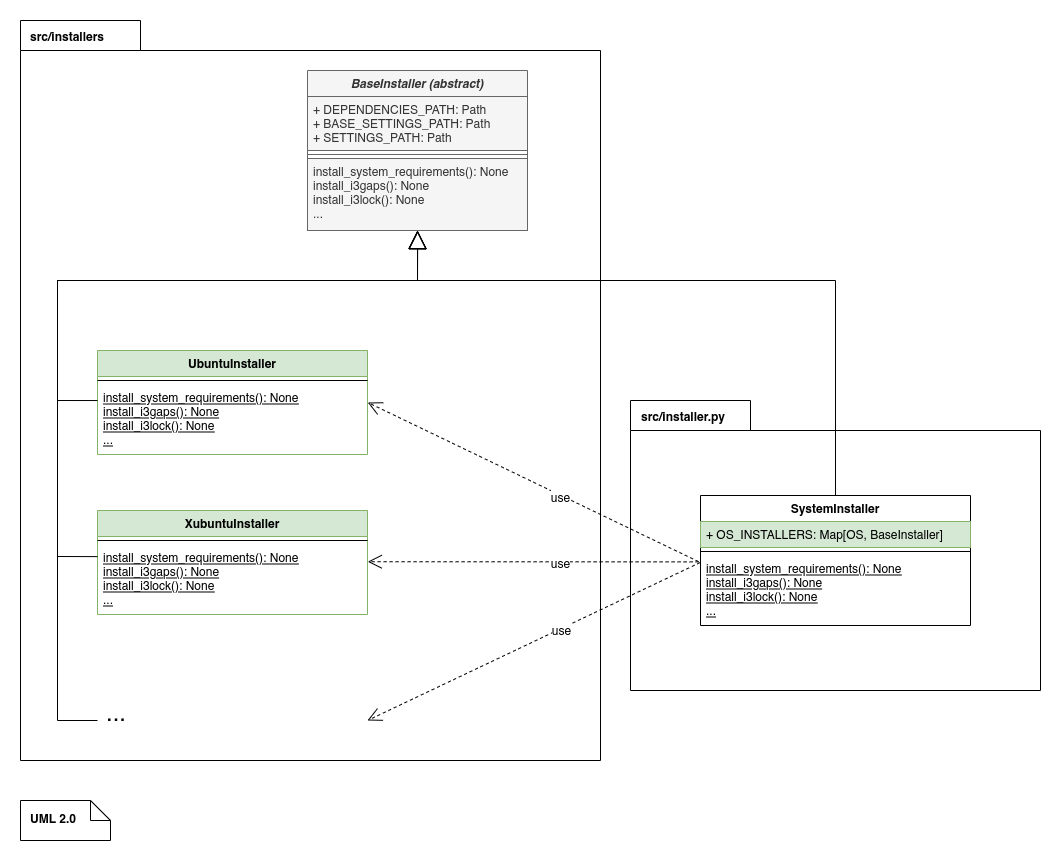 src/installers
BaseInstaller (abstract)
+ DEPENDENCIES_PATH: Path
+ BASE_SETTINGS_PATH: Path
+ SETTINGS_PATH: Path
install_system_requirements(): None
install_i3gaps(): None
install_i3lock(): None
...
UbuntuInstaller
install_system_requirements(): None
install_i3gaps(): None
install_i3lock(): None
...
XubuntuInstaller
install_system_requirements(): None
install_i3gaps(): None
install_i3lock(): None
...
...
use
use
use
src/installer.py
SystemInstaller
+ OS_INSTALLERS: Map[OS, BaseInstaller]
install_system_requirements(): None
install_i3gaps(): None
install_i3lock(): None
...
UML 2.0